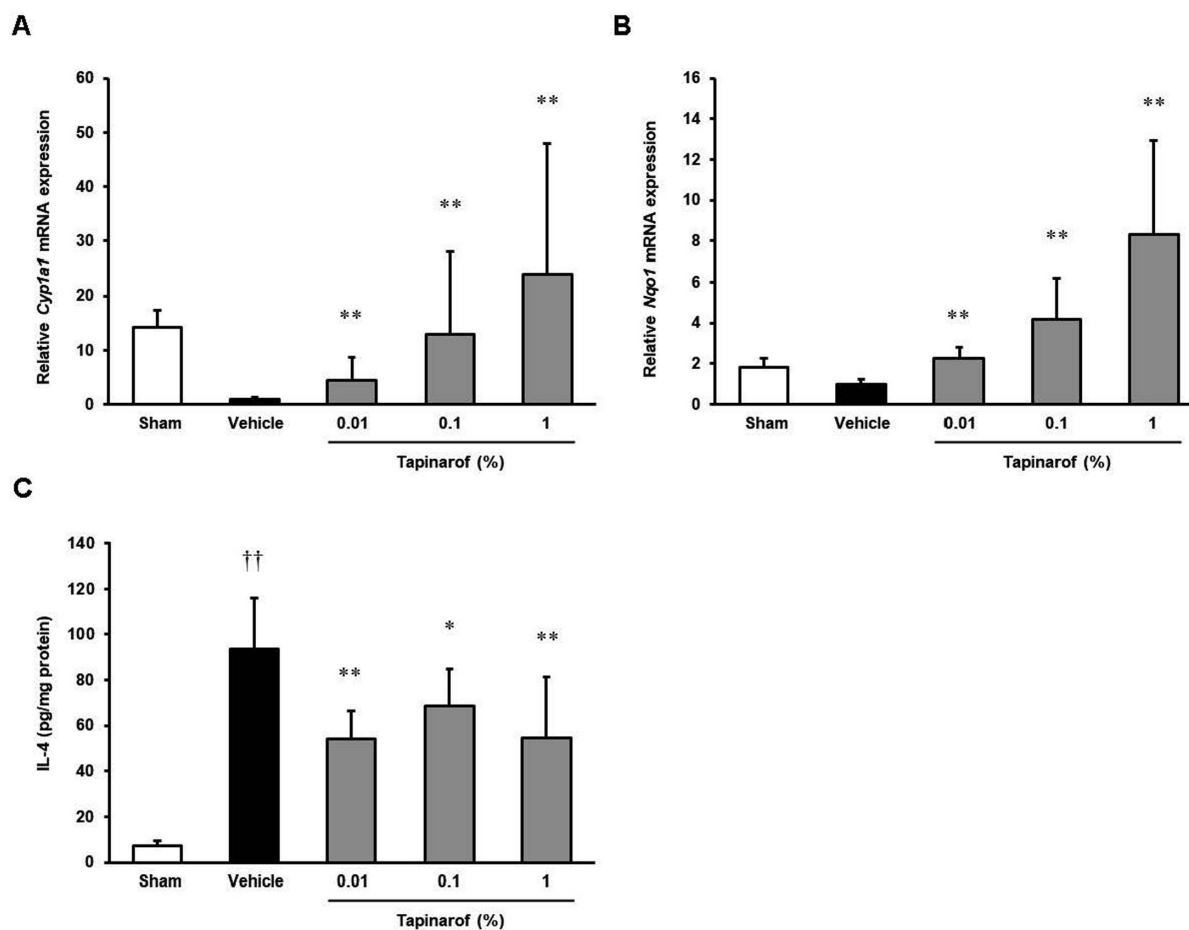 A
Relative Cyp1a1 mRNA expression
60
50
40
30
20
10
0
**
**
**
Sham Vehicle 0.01 0.1 1
Tapinarof (%)
B
Relative Nqo1 mRNA expression
16
14
12
10
8
6
4
2
0
**
**
**
Sham Vehicle 0.01 0.1 1
Tapinarof (%)
C
IL-4 (pg/mg protein)
140
120
100
80
60
40
20
0
††
**
*
**
Sham Vehicle 0.01 0.1 1
Tapinarof (%)